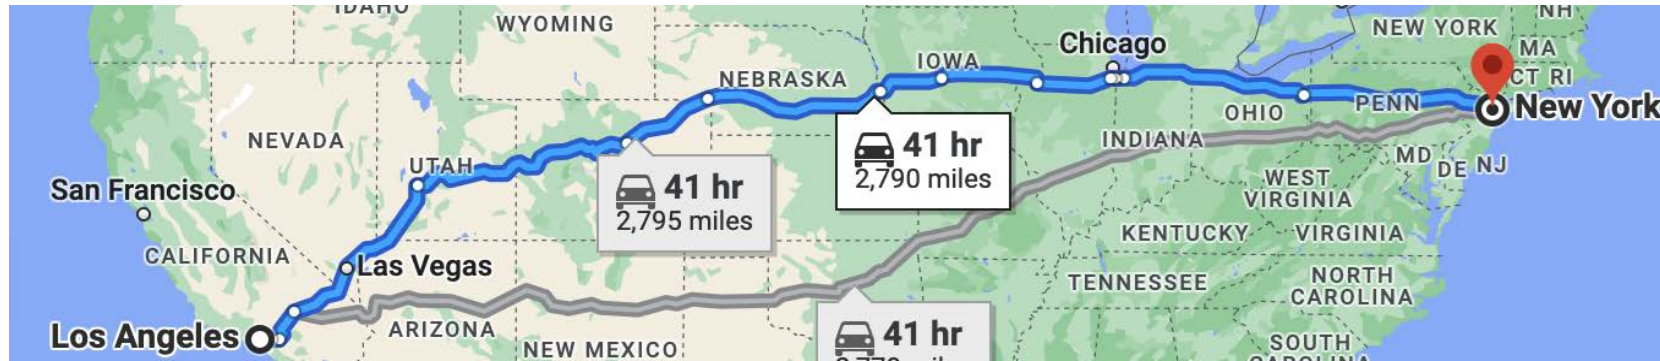 IDAHO
WYOMING
NEW YORK
NH
Chicago
MA
IOWA
NEBRASKA
CT RI
NEVADA
OHIO
PENN
New York
41 hr
2,790 miles
INDIANA
UTAH
MD
DE NJ
San Francisco
41 hr
2,795 miles
WEST
VIRGINIA
CALIFORNIA
KENTUCKY
VIRGINIA
Las Vegas
TENNESSEE
NORTH
CAROLINA
Los Angeles
ARIZONA
NEW MEXICO
41 hr
SOUTH
CAROLINA